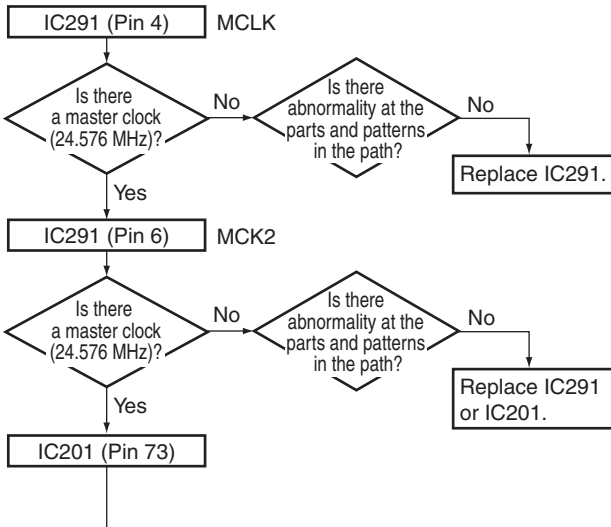 IC291 (Pin 4)
MCLK
Is there
a master clock
(24.576 MHz)?
No
Is there
abnormality at the
parts and patterns
in the path?
No
Replace IC291.
Yes
IC291 (Pin 6)
MCK2
Is there
a master clock
(24.576 MHz)?
No
Is there
abnormality at the
parts and patterns
in the path?
No
Replace IC291
or IC201.
Yes
IC201 (Pin 73)